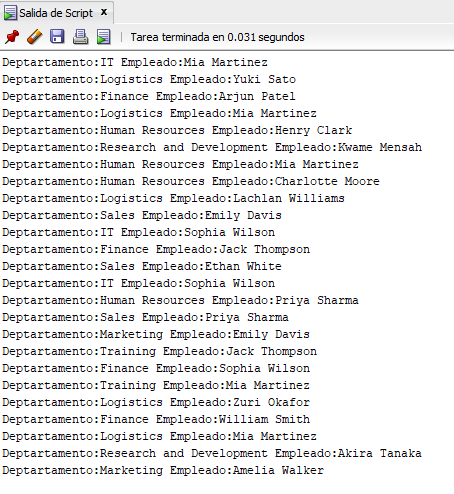 Salida de Script x
Tarea terminada en 0.031 segundos
Deptartamento:IT Empleado:Mia Martinez
Deptartamento:Logistics Empleado:Yuki Sato
Deptartamento:Finance Empleado:Arjun Patel
Deptartamento:Logistics Empleado:Mia Martinez
Deptartamento:Human Resources Empleado:Henry Clark
Deptartamento:Research and Development Empleado:Kwame Mensah
Deptartamento:Human Resources Empleado:Mia Martinez
Deptartamento:Human Resources Empleado:Charlotte Moore
Deptartamento:Logistics Empleado:Lachlan Williams
Deptartamento:Sales Empleado:Emily Davis
Deptartamento:IT Empleado:Sophia Wilson
Deptartamento:Finance Empleado:Jack Thompson
Deptartamento:Sales Empleado:Ethan White
Deptartamento:IT Empleado:Sophia Wilson
Deptartamento:Human Resources Empleado:Priya Sharma
Deptartamento:Sales Empleado:Priya Sharma
Deptartamento:Marketing Empleado:Emily Davis
Deptartamento:Training Empleado:Jack Thompson
Deptartamento:Finance Empleado:Sophia Wilson
Deptartamento:Training Empleado:Mia Martinez
Deptartamento:Logistics Empleado:Zuri Okafor
Deptartamento:Finance Empleado:William Smith
Deptartamento:Logistics Empleado:Mia Martinez
Deptartamento:Research and Development Empleado:Akira Tanaka
Deptartamento:Marketing Empleado:Amelia Walker